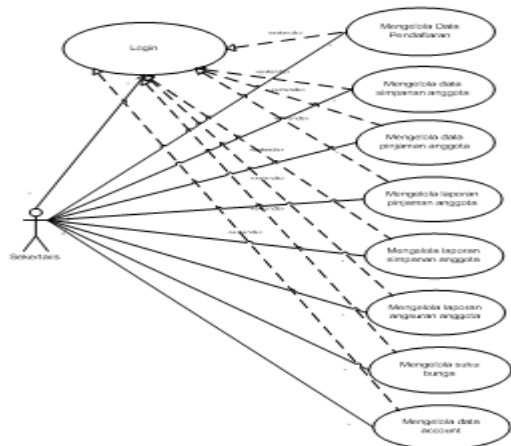 Login
Mengelola Data
Pendaftaran
Mengelola data
simpanan anggota
Mengelola data
pinjaman anggota
Mengelola laporan
pinjaman anggota
Mengelola laporan
simpanan anggota
Mengelola laporan
angsuran anggota
Mengelola suku
bunga
Mengelola data
account
Sekertaris